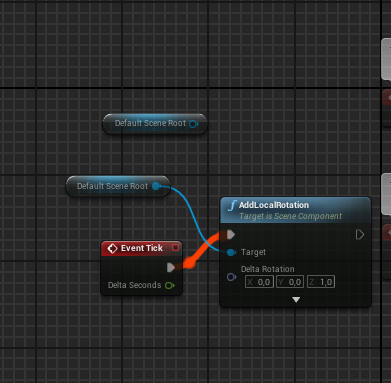 Default Scene Root
Default Scene Root
AddLocalRotation
Target is Scene Component
Event Tick
Target
Delta Seconds
Delta Rotation
X 0,0 Y 0,0 Z 1,0